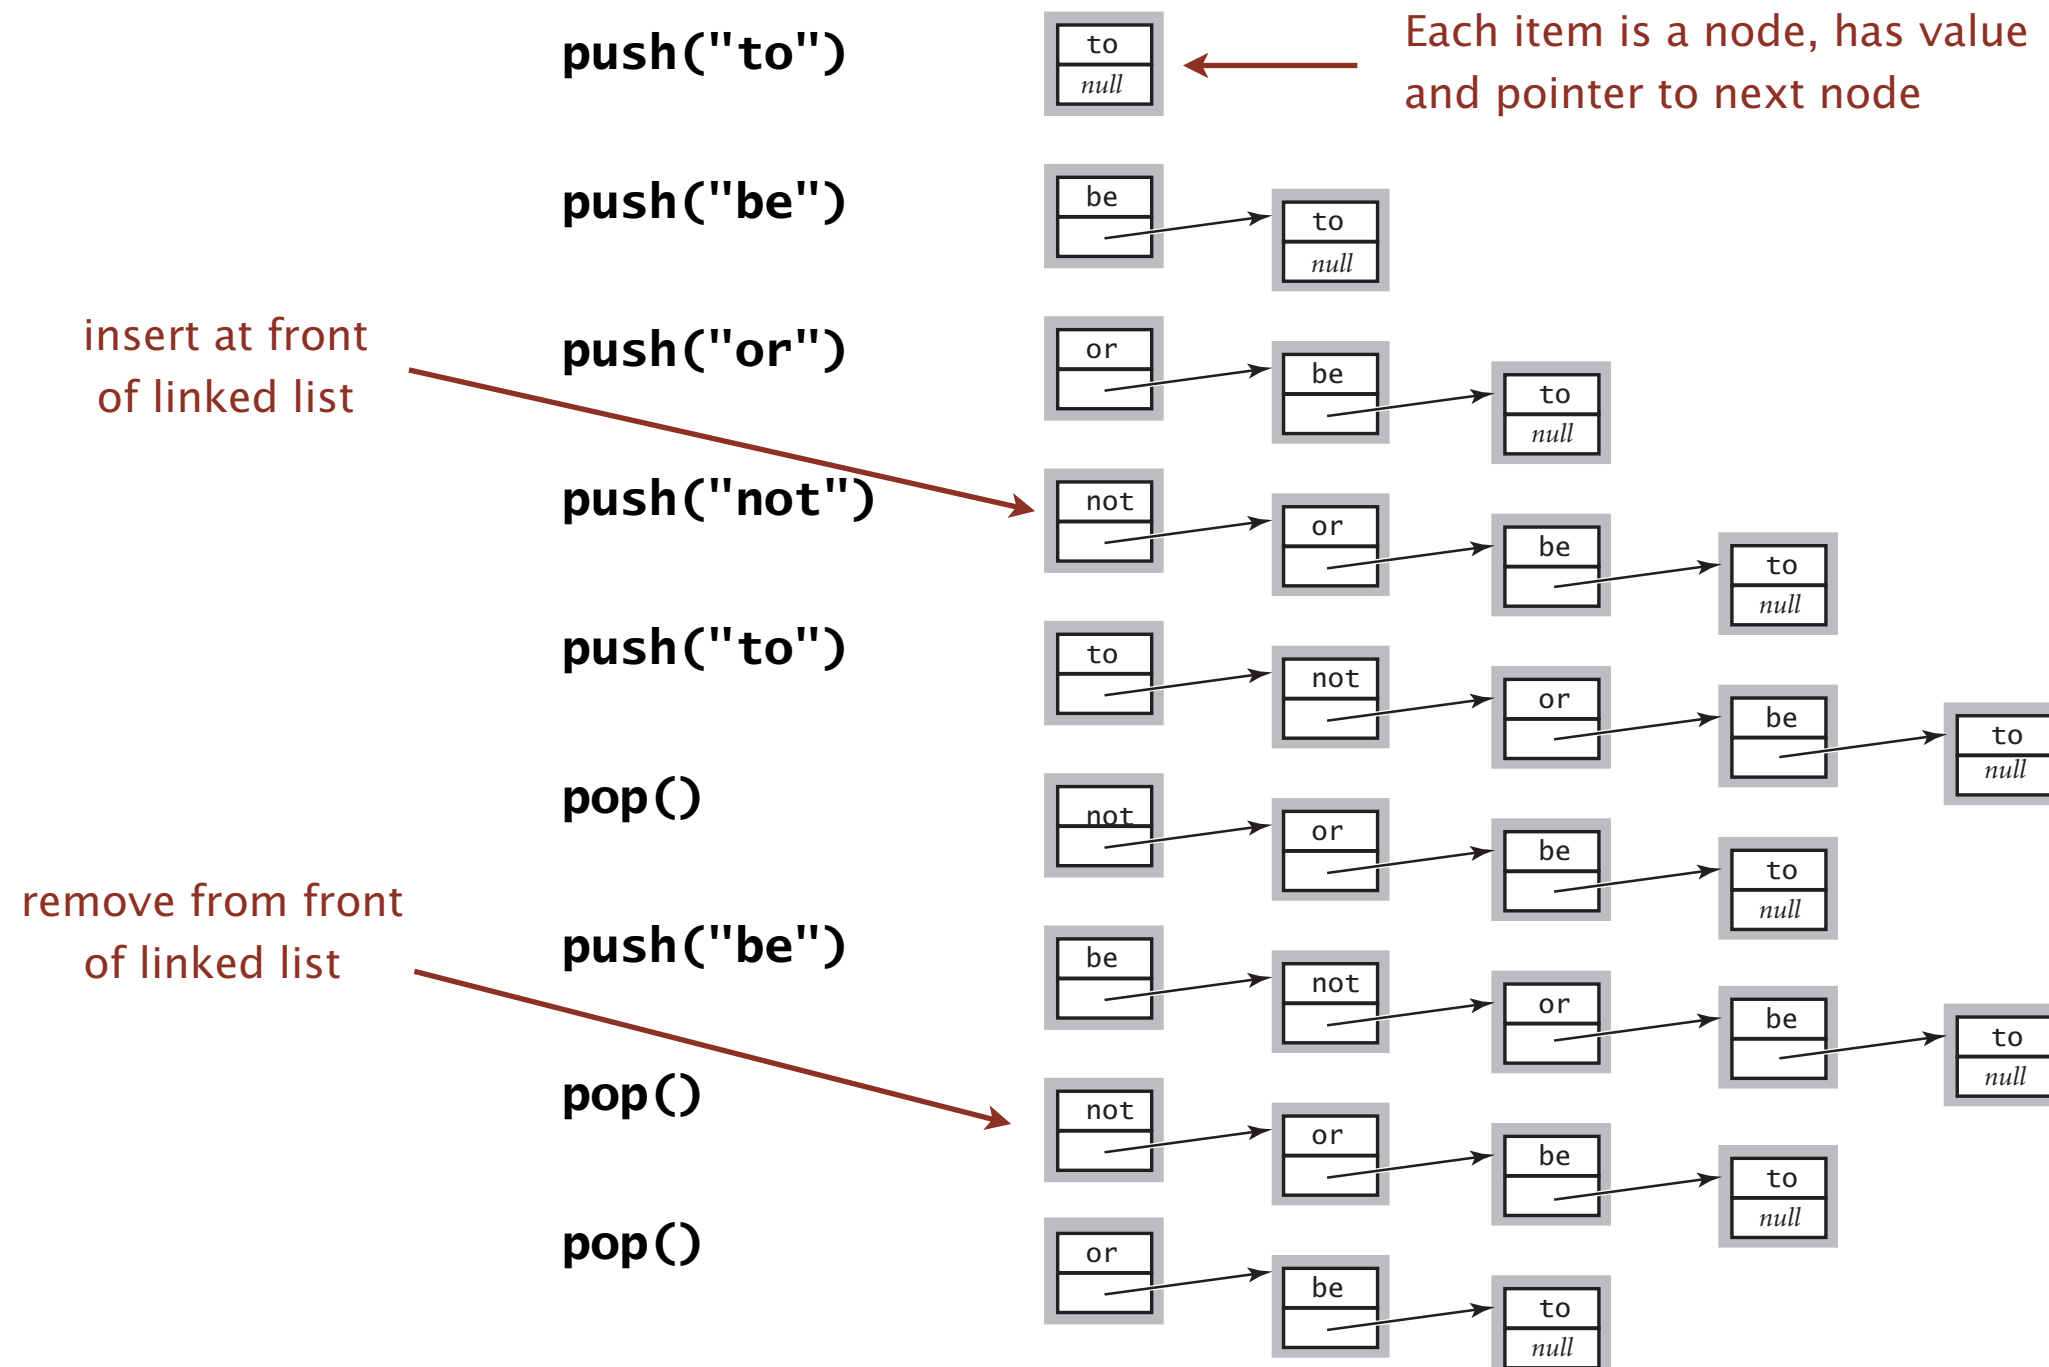 push("to")
to
null
Each item is a node, has value
and pointer to next node
push("be")
be
to
null
insert at front
of linked list
push("or")
or
be
to
null
push("not")
not
or
be
to
null
push("to")
to
not
or
be
to
null
pop()
not
or
be
to
null
remove from front
of linked list
push("be")
be
not
or
be
to
null
pop()
not
or
be
to
null
pop()
or
be
to
null